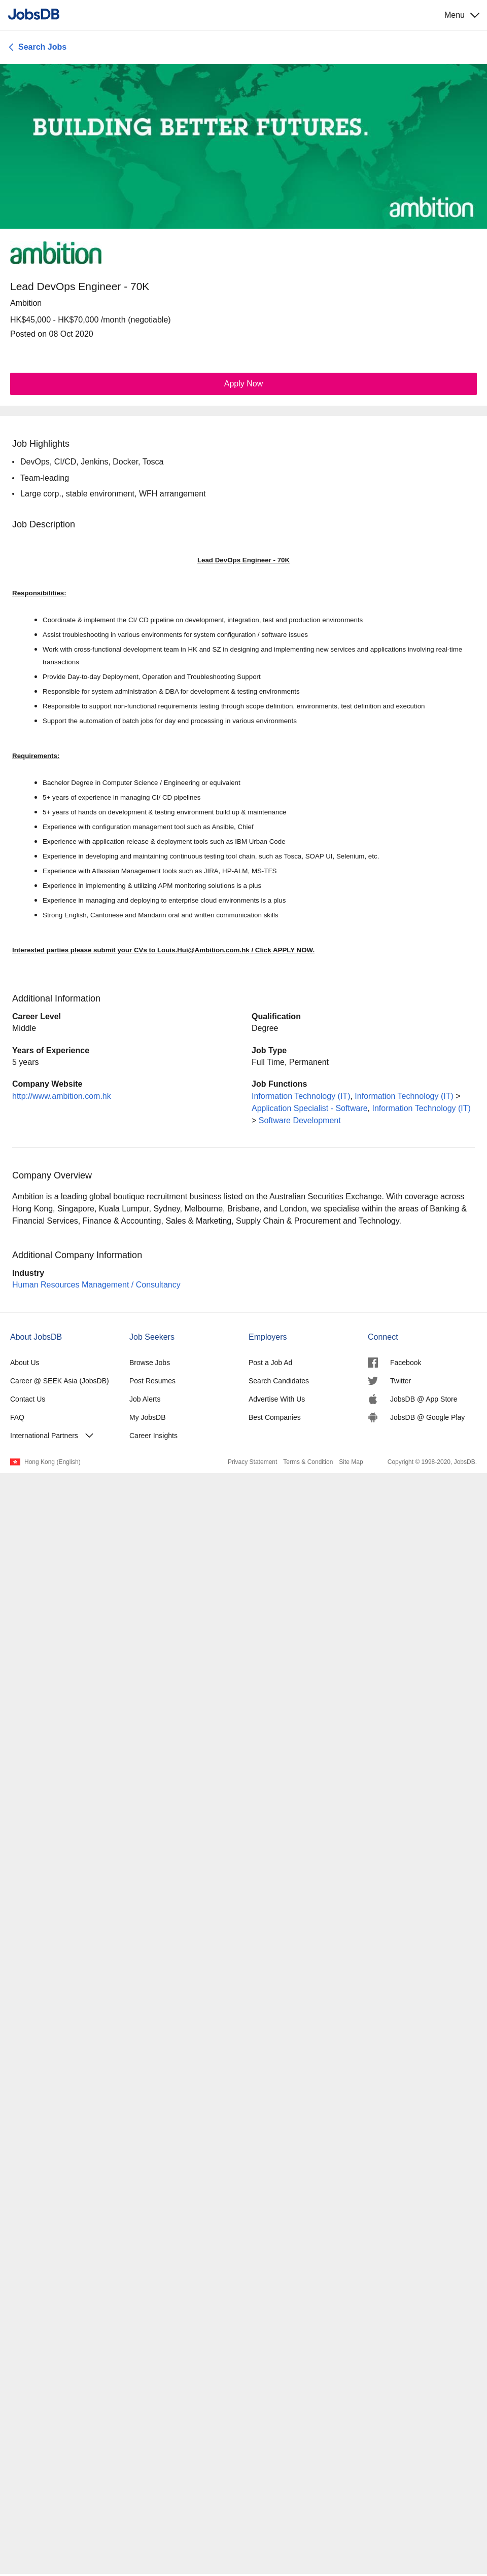 JobsDB
Menu
Search Jobs
BUILDING BETTER FUTURES.
ambition
ambition
Lead DevOps Engineer - 70K
Ambition
HK$45,000 - HK$70,000 /month (negotiable)
Posted on 08 Oct 2020
Apply Now
Job Highlights
• DevOps, CI/CD, Jenkins, Docker, Tosca
• Team-leading
• Large corp., stable environment, WFH arrangement
Job Description
Lead DevOps Engineer - 70K
Responsibilities:
• Coordinate & implement the CI/ CD pipeline on development, integration, test and production environments
• Assist troubleshooting in various environments for system configuration / software issues
• Work with cross-functional development team in HK and SZ in designing and implementing new services and applications involving real-time
transactions
• Provide Day-to-day Deployment, Operation and Troubleshooting Support
• Responsible for system administration & DBA for development & testing environments
• Responsible to support non-functional requirements testing through scope definition, environments, test definition and execution
• Support the automation of batch jobs for day end processing in various environments
Requirements:
• Bachelor Degree in Computer Science / Engineering or equivalent
• 5+ years of experience in managing CI/ CD pipelines
• 5+ years of hands on development & testing environment build up & maintenance
• Experience with configuration management tool such as Ansible, Chief
• Experience with application release & deployment tools such as IBM Urban Code
• Experience in developing and maintaining continuous testing tool chain, such as Tosca, SOAP UI, Selenium, etc.
• Experience with Atlassian Management tools such as JIRA, HP-ALM, MS-TFS
• Experience in implementing & utilizing APM monitoring solutions is a plus
• Experience in managing and deploying to enterprise cloud environments is a plus
• Strong English, Cantonese and Mandarin oral and written communication skills
Interested parties please submit your CVs to Louis.Hui@Ambition.com.hk / Click APPLY NOW.
Additional Information
Career Level
Middle
Qualification
Degree
Years of Experience
5 years
Job Type
Full Time, Permanent
Company Website
http://www.ambition.com.hk
Job Functions
Information Technology (IT), Information Technology (IT) >
Application Specialist - Software, Information Technology (IT)
> Software Development
Company Overview
Ambition is a leading global boutique recruitment business listed on the Australian Securities Exchange. With coverage across
Hong Kong, Singapore, Kuala Lumpur, Sydney, Melbourne, Brisbane, and London, we specialise within the areas of Banking &
Financial Services, Finance & Accounting, Sales & Marketing, Supply Chain & Procurement and Technology.
Additional Company Information
Industry
Human Resources Management / Consultancy
About JobsDB
About Us
Career @ SEEK Asia (JobsDB)
Contact Us
FAQ
International Partners
Job Seekers
Browse Jobs
Post Resumes
Job Alerts
My JobsDB
Career Insights
Employers
Post a Job Ad
Search Candidates
Advertise With Us
Best Companies
Connect
Facebook
Twitter
JobsDB @ App Store
JobsDB @ Google Play
Hong Kong (English)
Privacy Statement Terms & Condition Site Map
Copyright © 1998-2020, JobsDB.